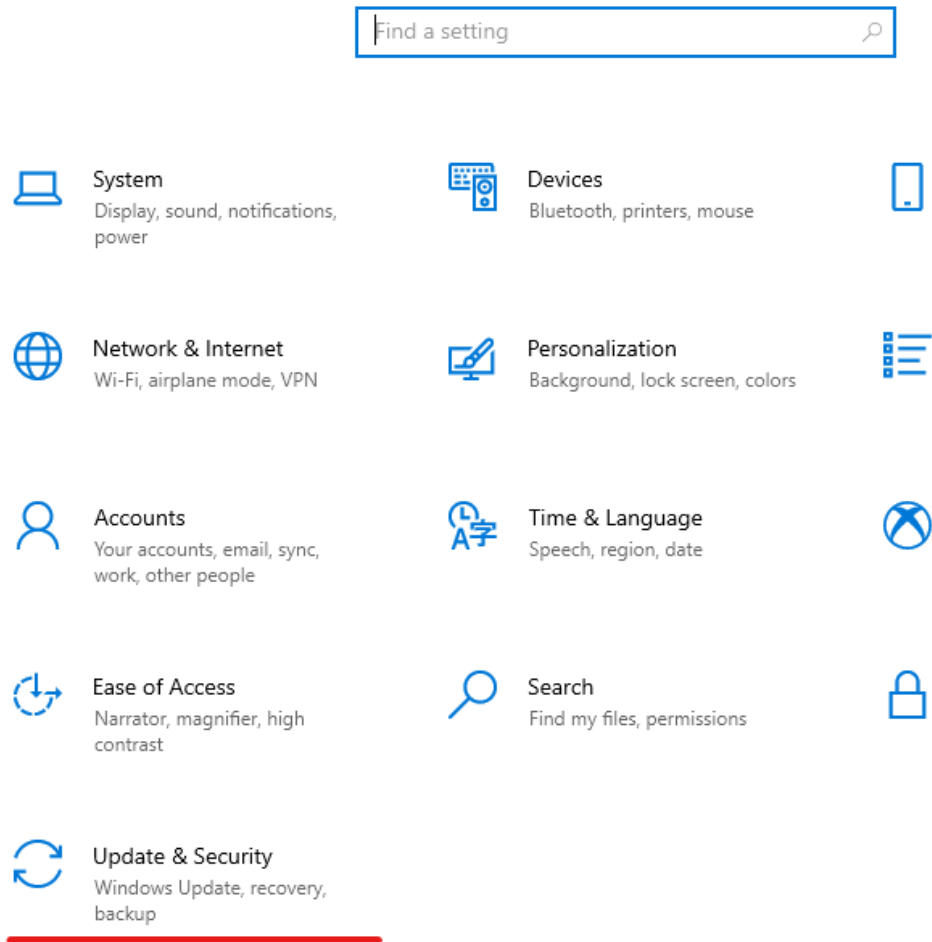 Find a setting
System
Display, sound, notifications,
power
Devices
Bluetooth, printers, mouse
Network & Internet
Wi-Fi, airplane mode, VPN
Personalization
Background, lock screen, colors
Accounts
Your accounts, email, sync,
work, other people
Time & Language
Speech, region, date
Ease of Access
Narrator, magnifier, high
contrast
Search
Find my files, permissions
Update & Security
Windows Update, recovery,
backup